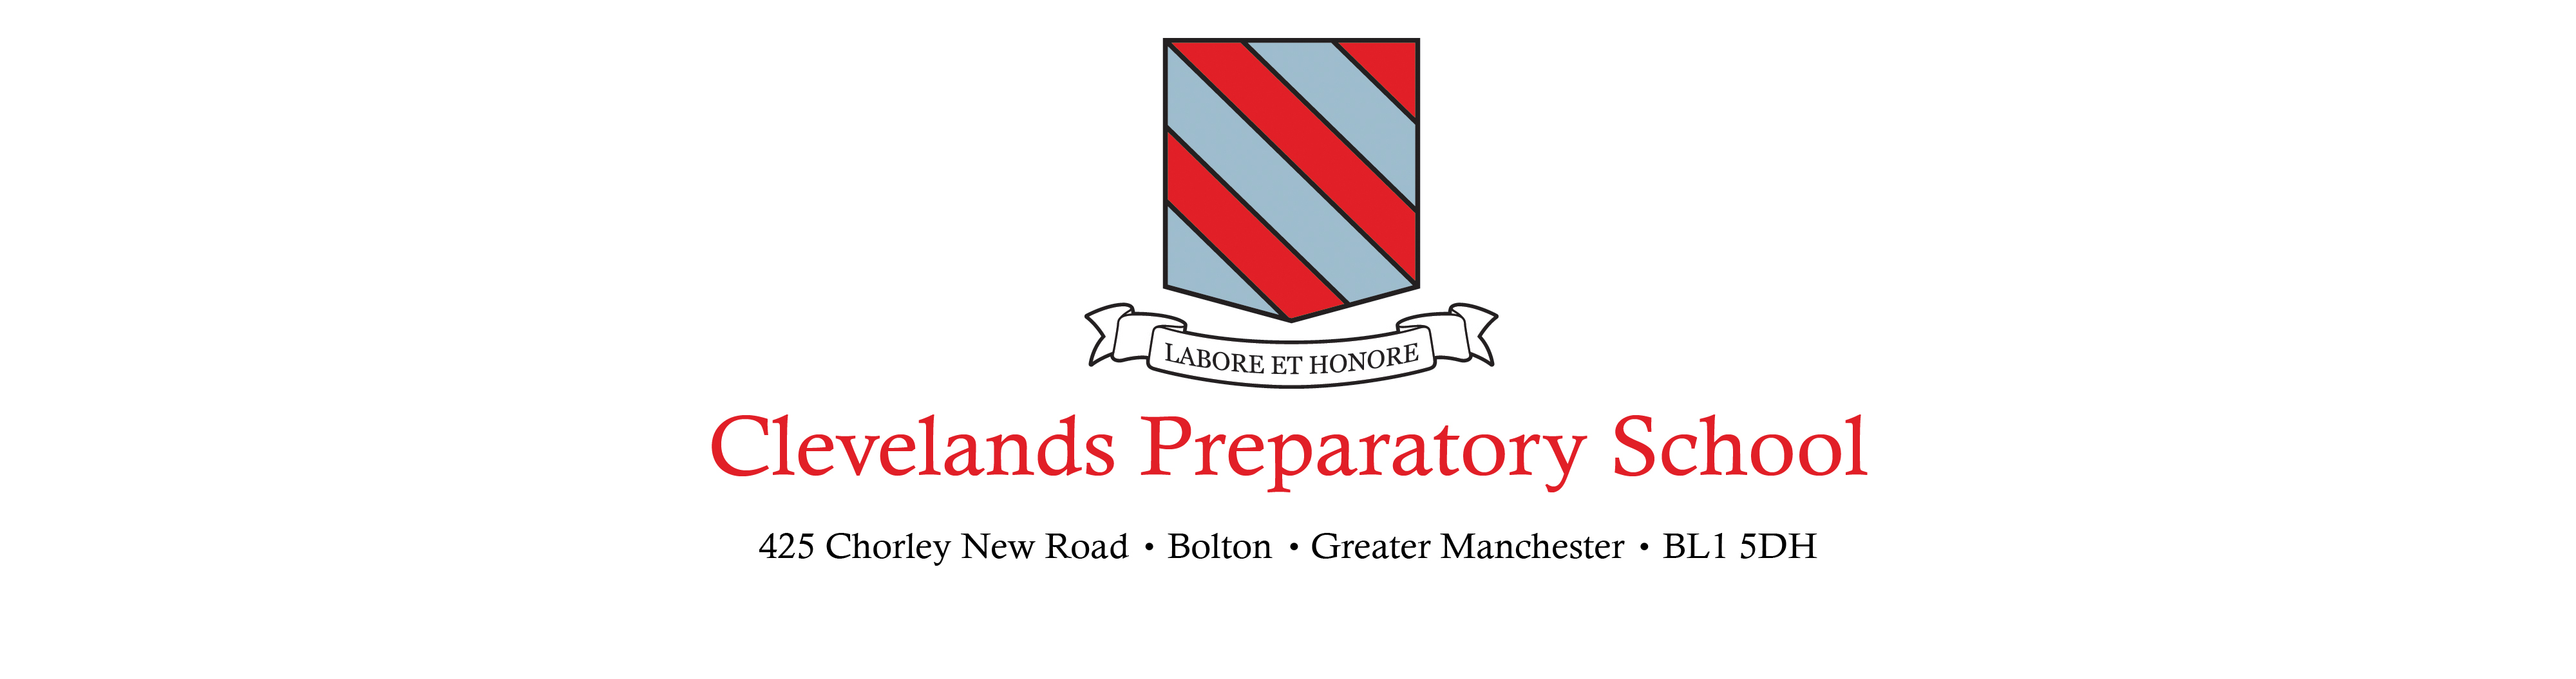 LABORE ET HONORE
Clevelands Preparatory School
425 Chorley New Road • Bolton • Greater Manchester • BL1 5DH